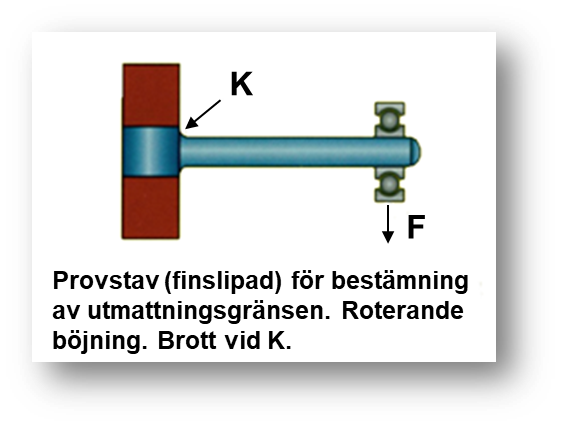 K
F
Provstav (finslipad) för bestämning
av utmattningsgränsen. Roterande
böjning. Brott vid K.